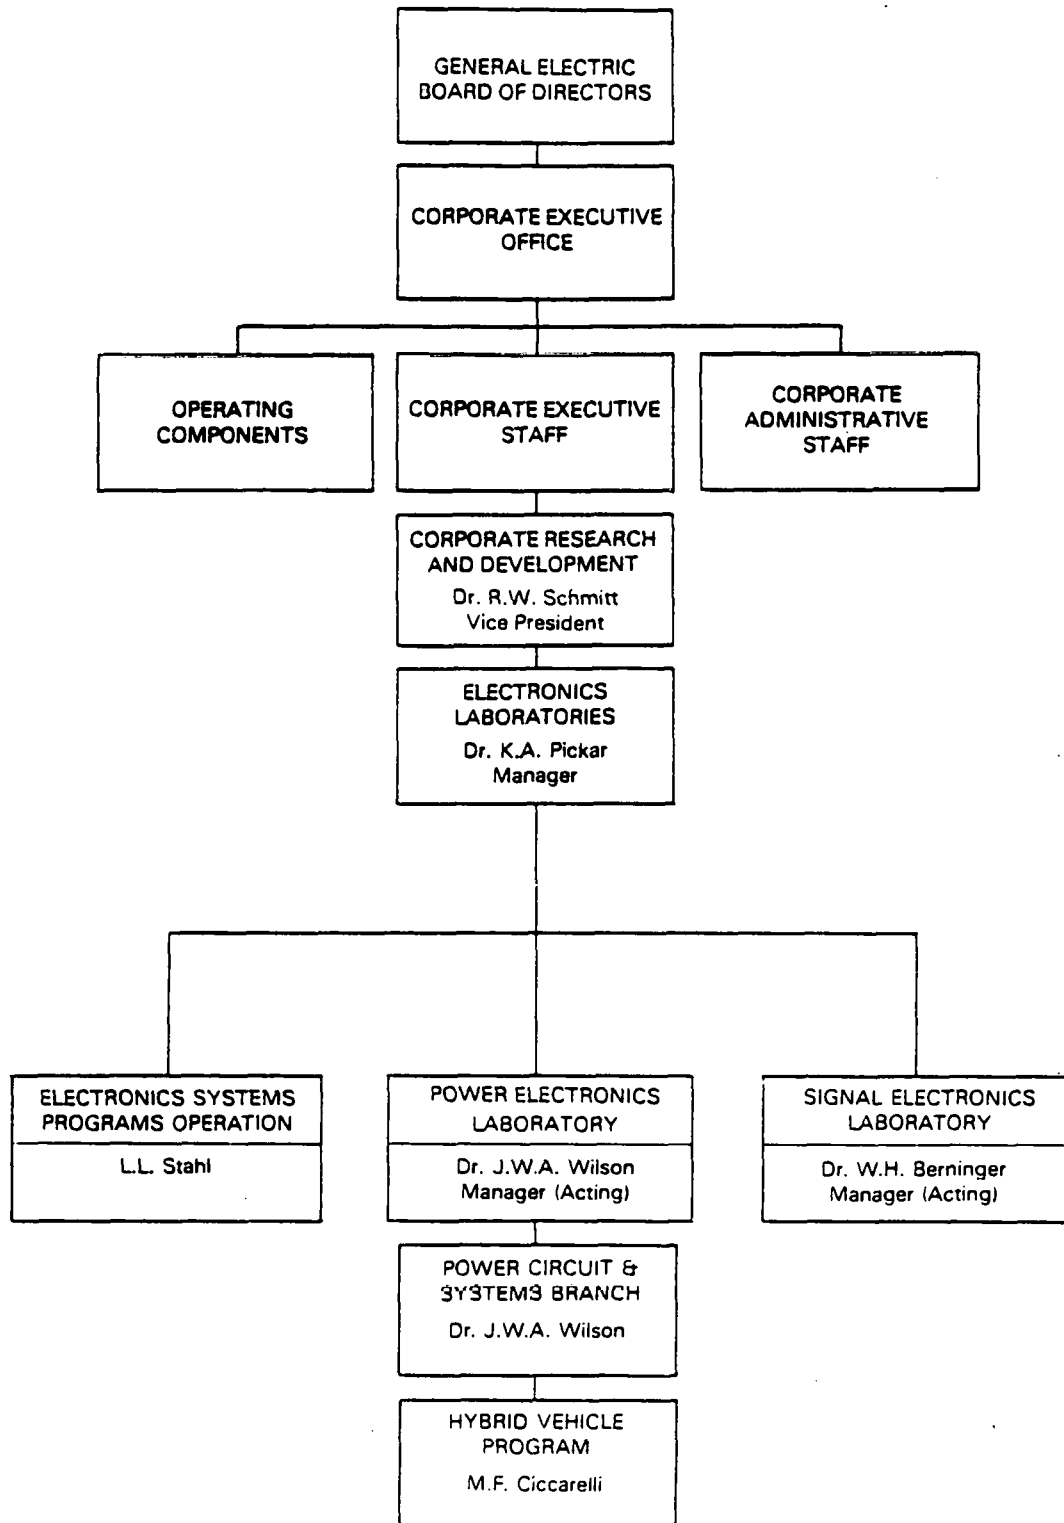 GENERAL ELECTRIC
BOARD OF DIRECTORS
CORPORATE EXECUTIVE
OFFICE
OPERATING
COMPONENTS
CORPORATE EXECUTIVE
STAFF
CORPORATE
ADMINISTRATIVE
STAFF
CORPORATE RESEARCH
AND DEVELOPMENT
Dr. R.W. Schmitt
Vice President
ELECTRONICS
LABORATORIES
Dr. K.A. Pickar
Manager
ELECTRONICS SYSTEMS
PROGRAMS OPERATION
L.L. Stahl
POWER ELECTRONICS
LABORATORY
Dr. J.W.A. Wilson
Manager (Acting)
SIGNAL ELECTRONICS
LABORATORY
Dr. W.H. Berninger
Manager (Acting)
POWER CIRCUIT &
SYSTEMS BRANCH
Dr. J.W.A. Wilson
HYBRID VEHICLE
PROGRAM
M.F. Ciccarelli